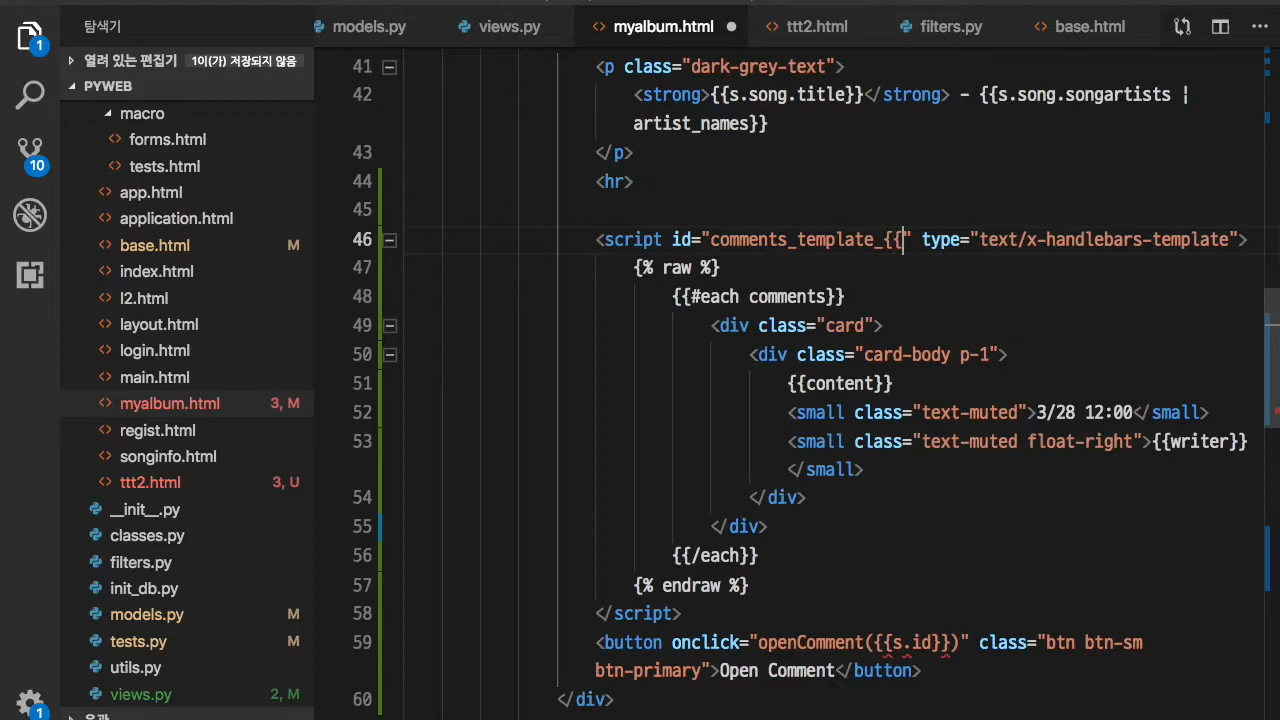 탐색기
models.py
views.py
myalbum.html
ttt2.html
filters.py
base.html
1
열려 있는 편집기 1이(가) 저장되지 않음
PYWEB
macro
forms.html
tests.html
app.html
application.html
base.html M
index.html
l2.html
layout.html
login.html
main.html
myalbum.html 3, M
regist.html
songinfo.html
ttt2.html 3, U
__init__.py
classes.py
filters.py
init_db.py
models.py M
tests.py M
utils.py
views.py 2, M
10
1
41 <p class="dark-grey-text">
42 <strong>{{s.song.title}}</strong> - {{s.song.songartists |
artist_names}}
43 </p>
44 <hr>
45
46 <script id="comments_template_{{" type="text/x-handlebars-template">
47 {% raw %}
48 {{#each comments}}
49 <div class="card">
50 <div class="card-body p-1">
51 {{content}}
52 <small class="text-muted">3/28 12:00</small>
53 <small class="text-muted float-right">{{writer}}
</small>
54 </div>
55 </div>
56 {{/each}}
57 {% endraw %}
58 </script>
59 <button onclick="openComment({{s.id}})" class="btn btn-sm
btn-primary">Open Comment</button>
60 </div>